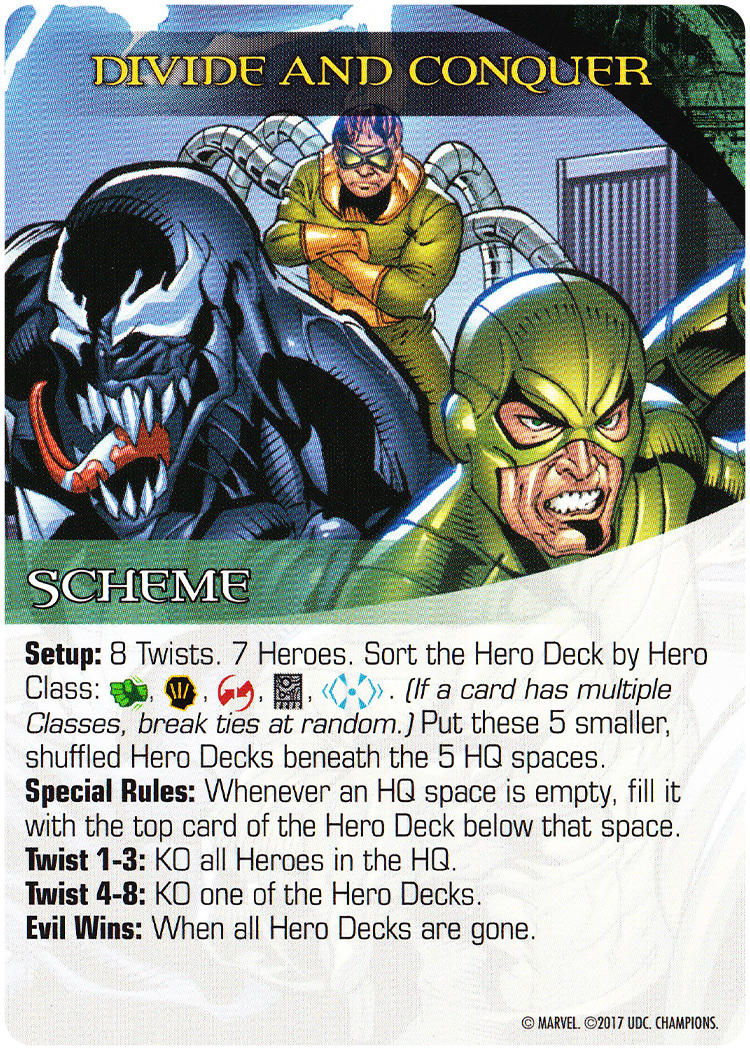 DIVIDE AND CONQUER
SCHEME
Setup: 8 Twists. 7 Heroes. Sort the Hero Deck by Hero
Class: , , , , . (If a card has multiple
Classes, break ties at random.) Put these 5 smaller,
shuffled Hero Decks beneath the 5 HQ spaces.
Special Rules: Whenever an HQ space is empty, fill it
with the top card of the Hero Deck below that space.
Twist 1-3: KO all Heroes in the HQ.
Twist 4-8: KO one of the Hero Decks.
Evil Wins: When all Hero Decks are gone.
© MARVEL. ©2017 UDC. CHAMPIONS.